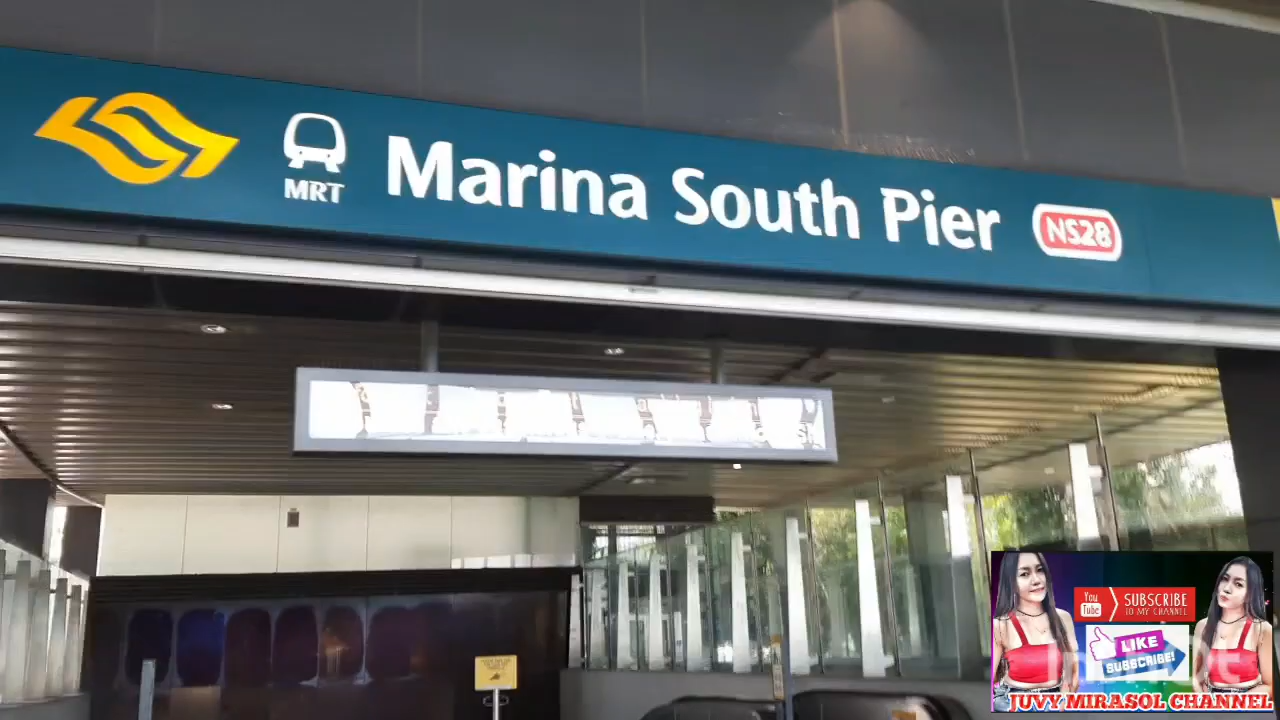 MRT
Marina South Pier
NS28
You
Tube
SUBSCRIBE
TO MY CHANNEL
LIKE
SUBSCRIBE!
JUVY MIRASOL CHANNEL